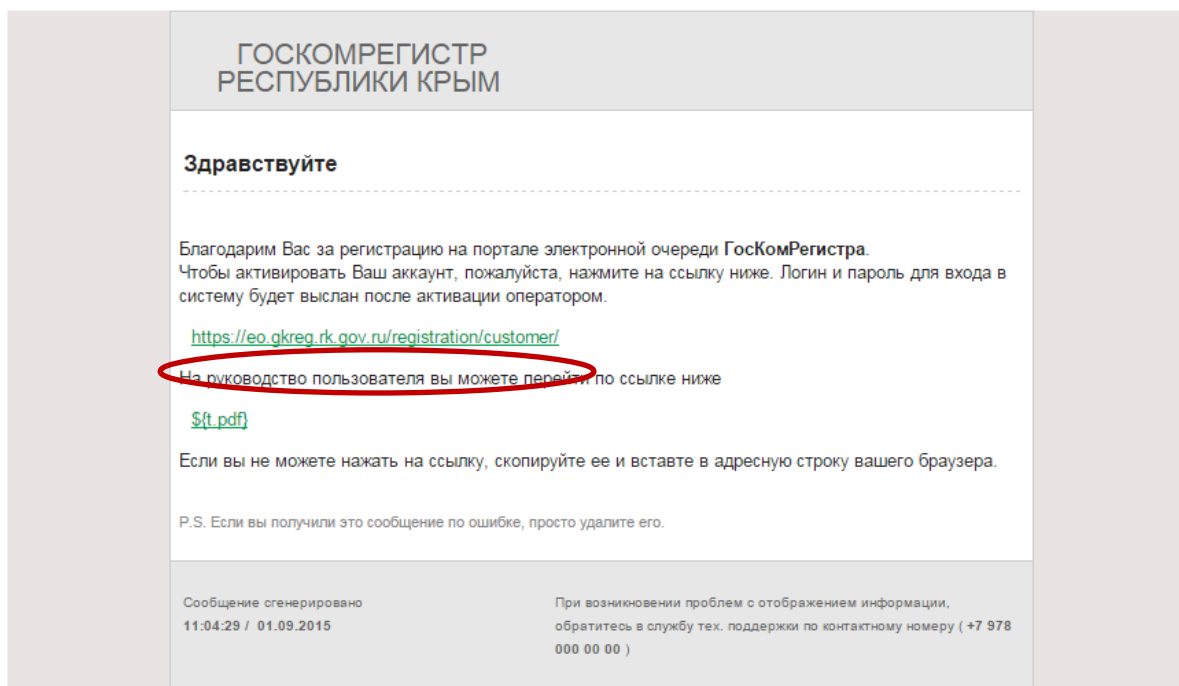 ГОСКОМРЕГИСТР
РЕСПУБЛИКИ КРЫМ
Здравствуйте
Благодарим Вас за регистрацию на портале электронной очереди ГосКомРегистра.
Чтобы активировать Ваш аккаунт, пожалуйста, нажмите на ссылку ниже. Логин и пароль для входа в
систему будет выслан после активации оператором.
https://eo.gkreg.rk.gov.ru/registration/customer/
На руководство пользователя вы можете перейти по ссылке ниже
${t.pdf}
Если вы не можете нажать на ссылку, скопируйте ее и вставте в адресную строку вашего браузера.
P.S. Если вы получили это сообщение по ошибке, просто удалите его.
Сообщение сгенерировано
11:04:29 / 01.09.2015
При возникновении проблем с отображением информации,
обратитесь в службу тех. поддержки по контактному номеру ( +7 978
000 00 00 )